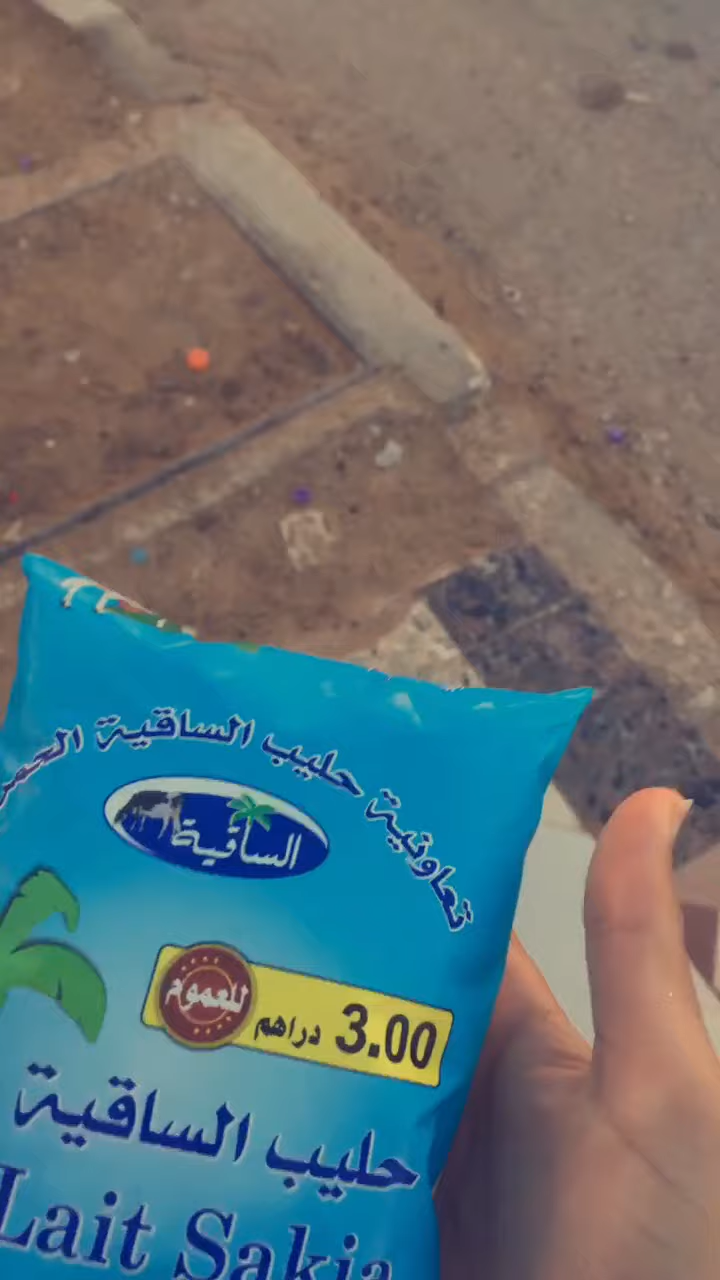 تعاونية حليب الساقية
الساقية
للعموم
3.00 دراهم
حليب الساقية
Lait Sakia